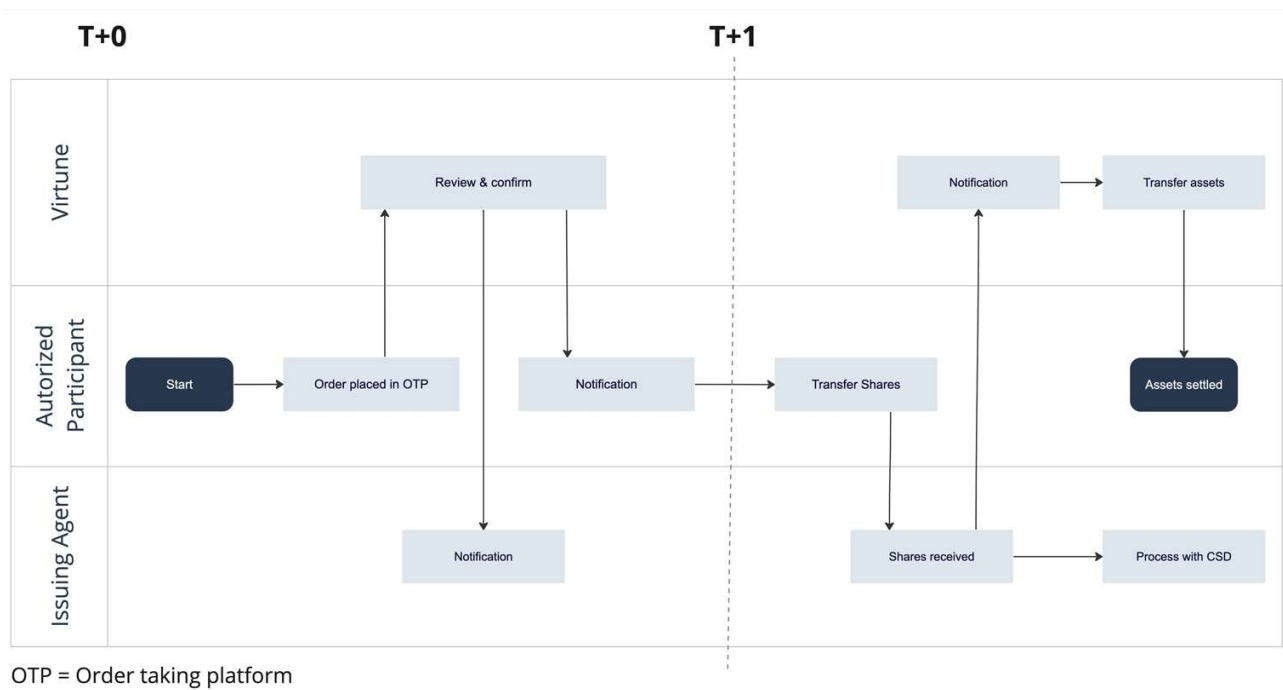 T+0
T+1
Virtune
Review & confirm
Notification
Transfer assets
Autorized
Participant
Start
Order placed in OTP
Notification
Transfer Shares
Assets settled
Issuing Agent
Notification
Shares received
Process with CSD
OTP = Order taking platform